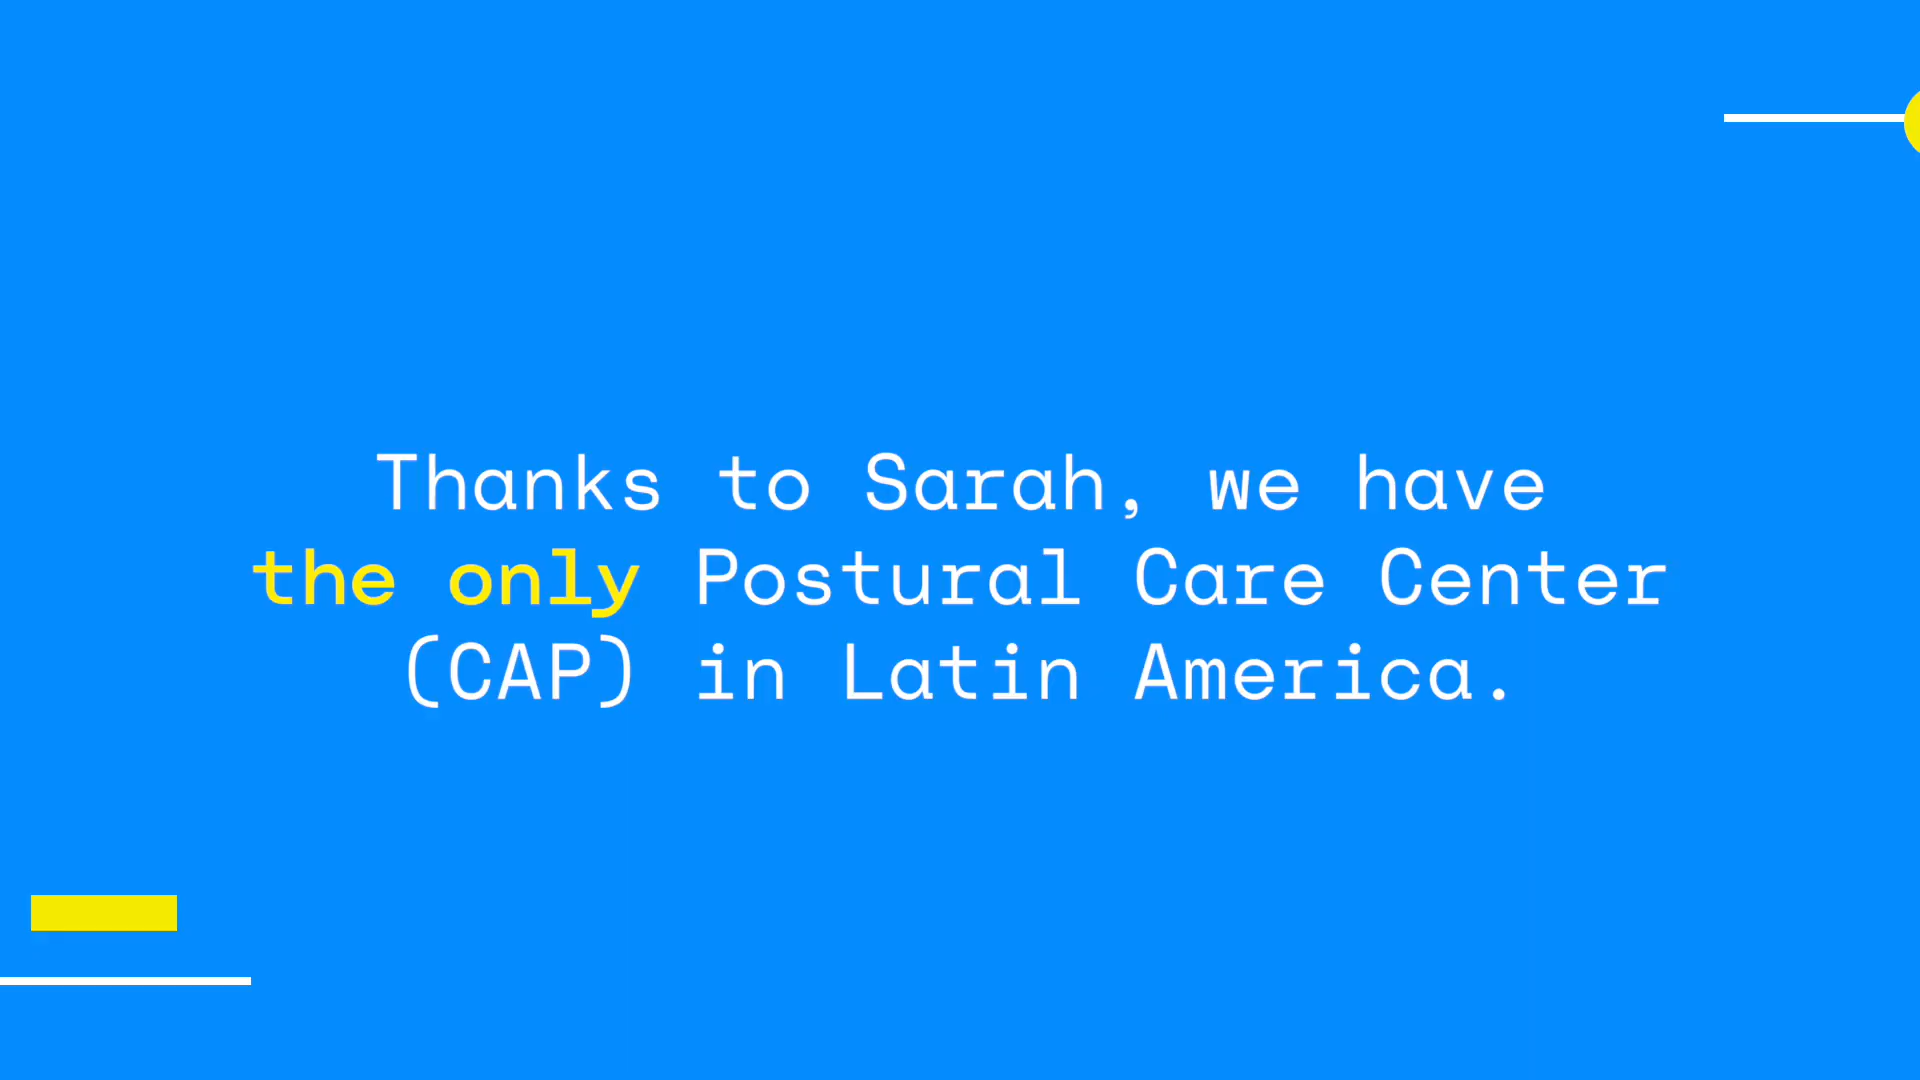 Thanks to Sarah, we have
the only Postural Care Center
(CAP) in Latin America.